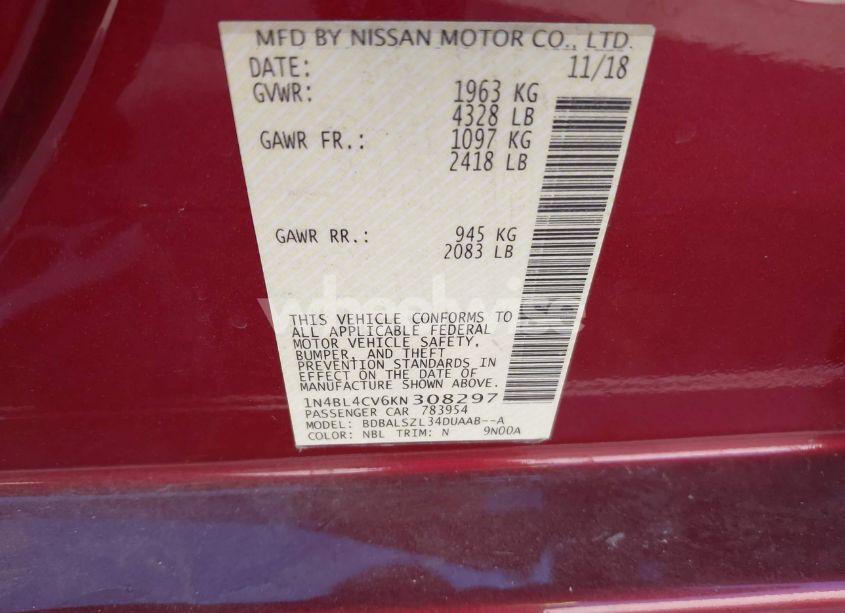 MFD BY NISSAN MOTOR CO., LTD.
DATE: 11/18
GVWR: 1963 KG
4328 LB
GAWR FR.: 1097 KG
2418 LB
GAWR RR.: 945 KG
2083 LB
THIS VEHICLE CONFORMS TO
ALL APPLICABLE FEDERAL
MOTOR VEHICLE SAFETY,
BUMPER, AND THEFT
PREVENTION STANDARDS IN
EFFECT ON THE DATE OF
MANUFACTURE SHOWN ABOVE.
1N4BL4CV6KN308297
PASSENGER CAR 783954
MODEL: BDBALSZL34DUAAB--A
COLOR: NBL TRIM: N 9N00A